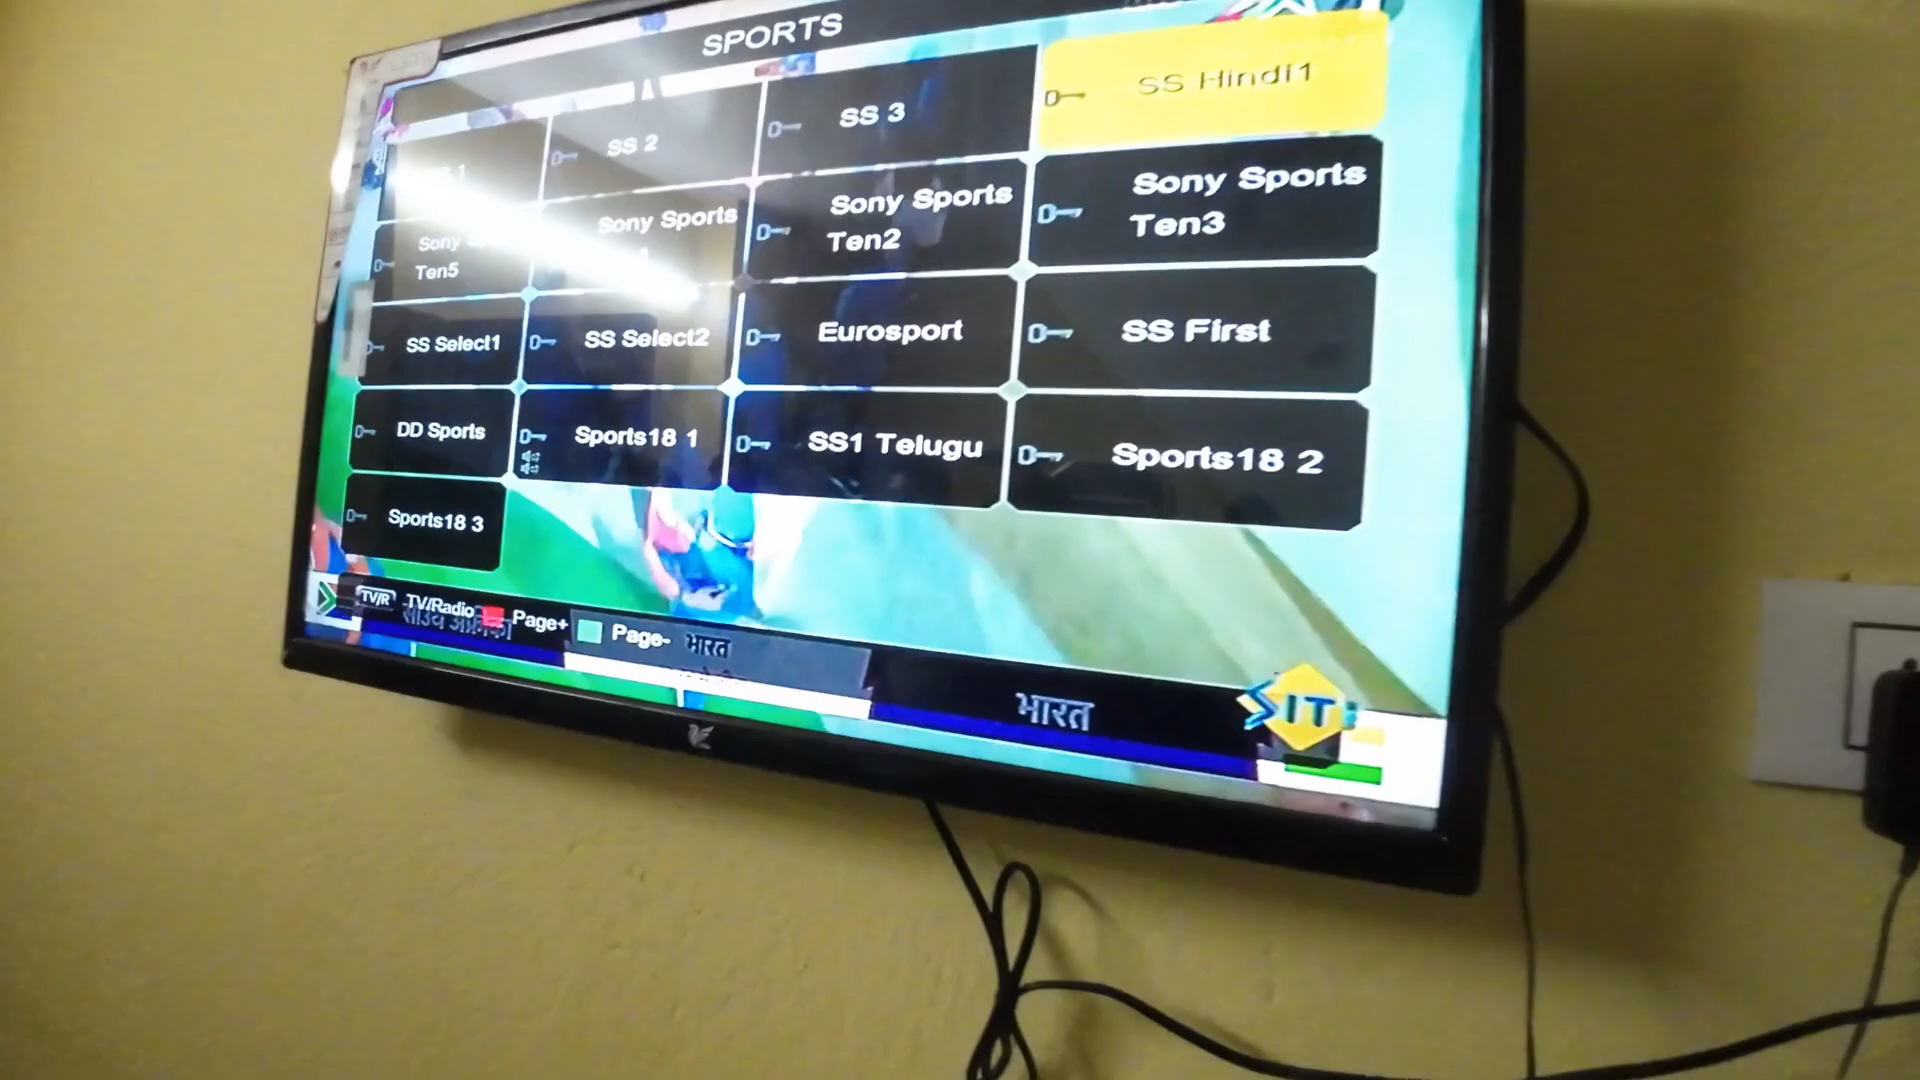 SPORTS
SS 2
SS 3
SS Hindi1
Sony
Ten5
Sony Sports
Sony Sports
Ten2
Sony Sports
Ten3
SS Select1
SS Select2
Eurosport
SS First
DD Sports
Sports18 1
SS1 Telugu
Sports18 2
Sports18 3
TV/R TV/Radio Page+ Page-
साउथ अफ्रीका
भारत
भारत
SITI